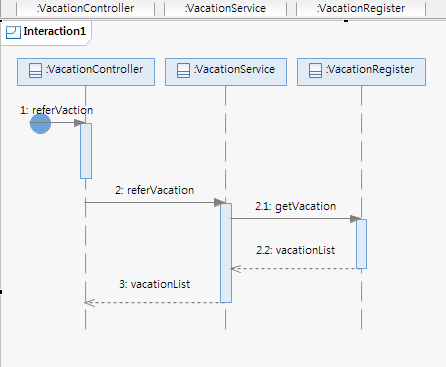 :VacationController :VacationService :VacationRegister
Interaction1
:VacationController :VacationService :VacationRegister
1: referVaction
2: referVacation
2.1: getVacation
2.2: vacationList
3: vacationList